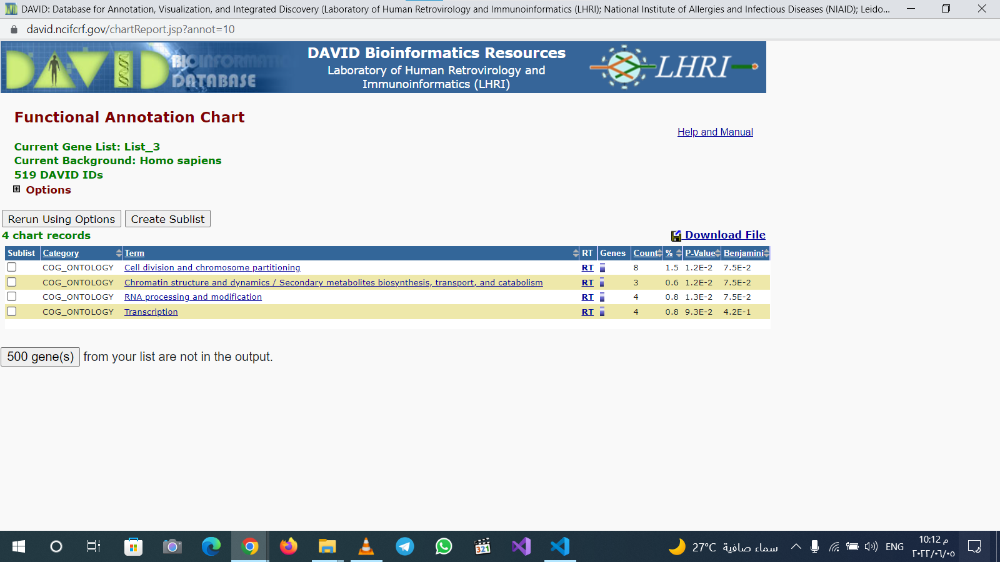 DAVID: Database for Annotation, Visualization, and Integrated Discovery (Laboratory of Human Retrovirology and Immunoinformatics (LHRI); National Institute of Allergies and Infectious Diseases (NIAID); Leido...
david.ncifcrf.gov/chartReport.jsp?annot=10
DAVID BIOINFORMATICS DATABASE
DAVID Bioinformatics Resources
Laboratory of Human Retrovirology and
Immunoinformatics (LHRI)
LHRI
Functional Annotation Chart
Help and Manual
Current Gene List: List_3
Current Background: Homo sapiens
519 DAVID IDs
Options
Rerun Using Options Create Sublist
4 chart records Download File
Sublist Category Term RT Genes Count % P-Value Benjamini
COG_ONTOLOGY Cell division and chromosome partitioning RT 8 1.5 1.2E-2 7.5E-2
COG_ONTOLOGY Chromatin structure and dynamics / Secondary metabolites biosynthesis, transport, and catabolism RT 3 0.6 1.2E-2 7.5E-2
COG_ONTOLOGY RNA processing and modification RT 4 0.8 1.3E-2 7.5E-2
COG_ONTOLOGY Transcription RT 4 0.8 9.3E-2 4.2E-1
500 gene(s) from your list are not in the output.
321
27°C سماء صافية
ENG
10:12 م
٢٠٢٢/٠٦/٠٥